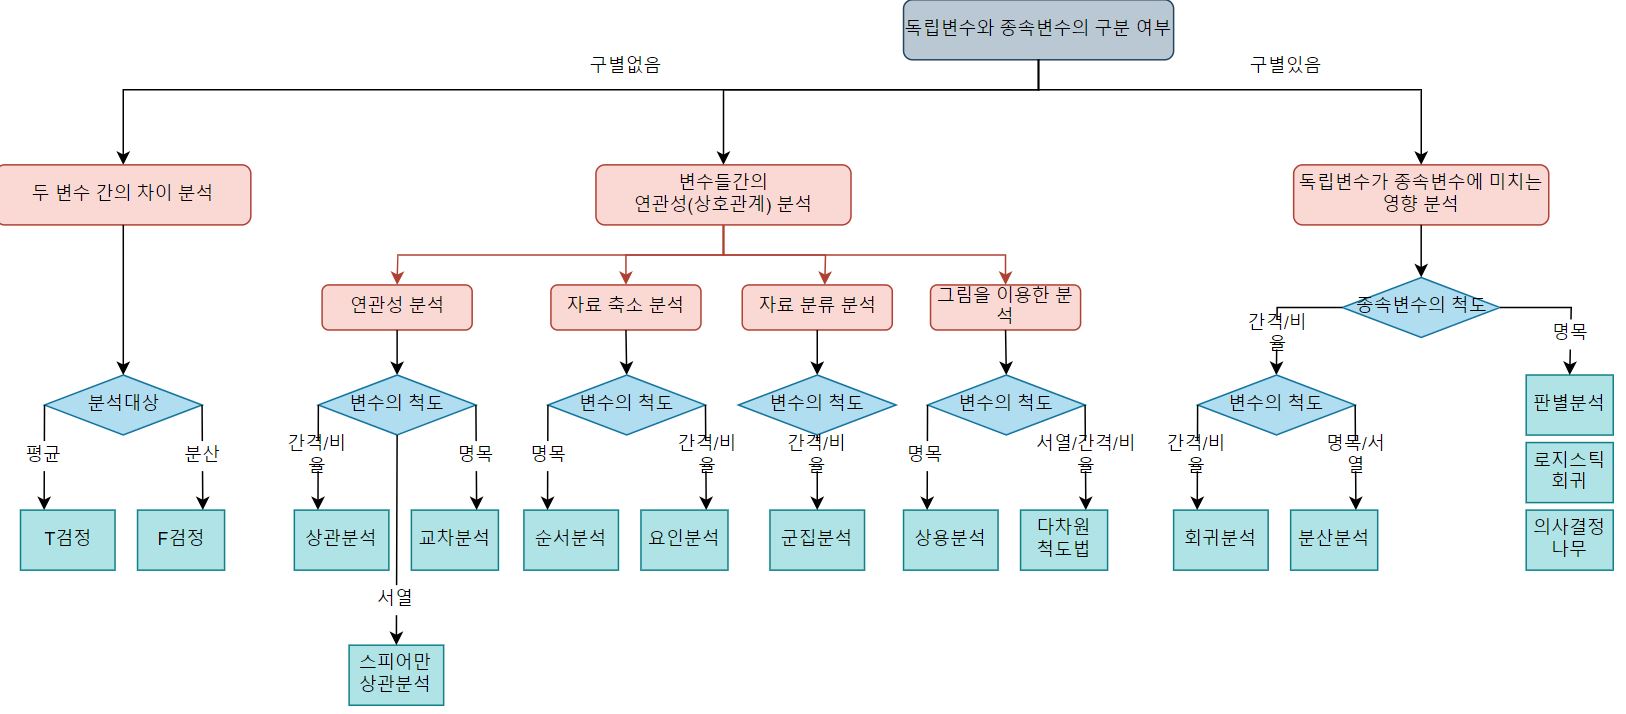 독립변수와 종속변수의 구분 여부
구별없음
구별있음
두 변수 간의 차이 분석
변수들간의
연관성(상호관계) 분석
독립변수가 종속변수에 미치는
영향 분석
연관성 분석
자료 축소 분석
자료 분류 분석
그림을 이용한 분
석
종속변수의 척도
간격/비
율
명목
분석대상
변수의 척도
변수의 척도
변수의 척도
변수의 척도
변수의 척도
판별분석
평균
분산
간격/비
율
명목
명목
간격/비
율
간격/비
율
명목
서열/간격/비
율
간격/비
율
명목/서
열
로지스틱
회귀
T검정
F검정
상관분석
교차분석
순서분석
요인분석
군집분석
상용분석
다차원
척도법
회귀분석
분산분석
의사결정
나무
서열
스피어만
상관분석